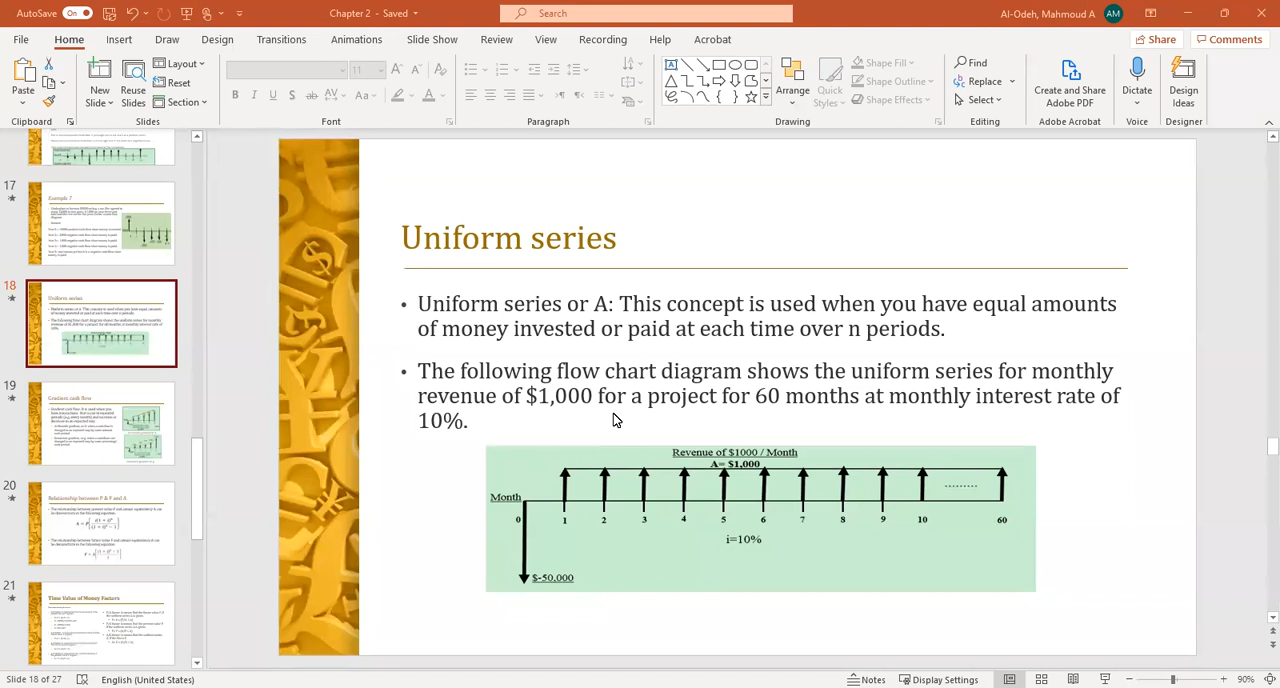 AutoSave On Chapter 2 - Saved Search Al-Odeh, Mahmoud A AM
File Home Insert Draw Design Transitions Animations Slide Show Review View Recording Help Acrobat Share Comments
Paste New Slides Reuse Slides Layout Reset Section 11 Arrange Quick Styles Shape Fill Shape Outline Shape Effects Find Replace Select Create and Share Adobe PDF Dictate Design Ideas
Clipboard Slides Font Paragraph Drawing Editing Adobe Acrobat Voice Designer
17
Example 7
18
Uniform series
19
Gradient cash flow
20
Relationship between P & F and A
21
Time Value of Money Factors
Uniform series
• Uniform series or A: This concept is used when you have equal amounts
of money invested or paid at each time over n periods.
• The following flow chart diagram shows the uniform series for monthly
revenue of $1,000 for a project for 60 months at monthly interest rate of
10%.
Revenue of $1000 / Month
A= $1,000
Month
0 1 2 3 4 5 6 7 8 9 10 ......... 60
i=10%
$-50,000
Slide 18 of 27 English (United States) Notes Display Settings 90%